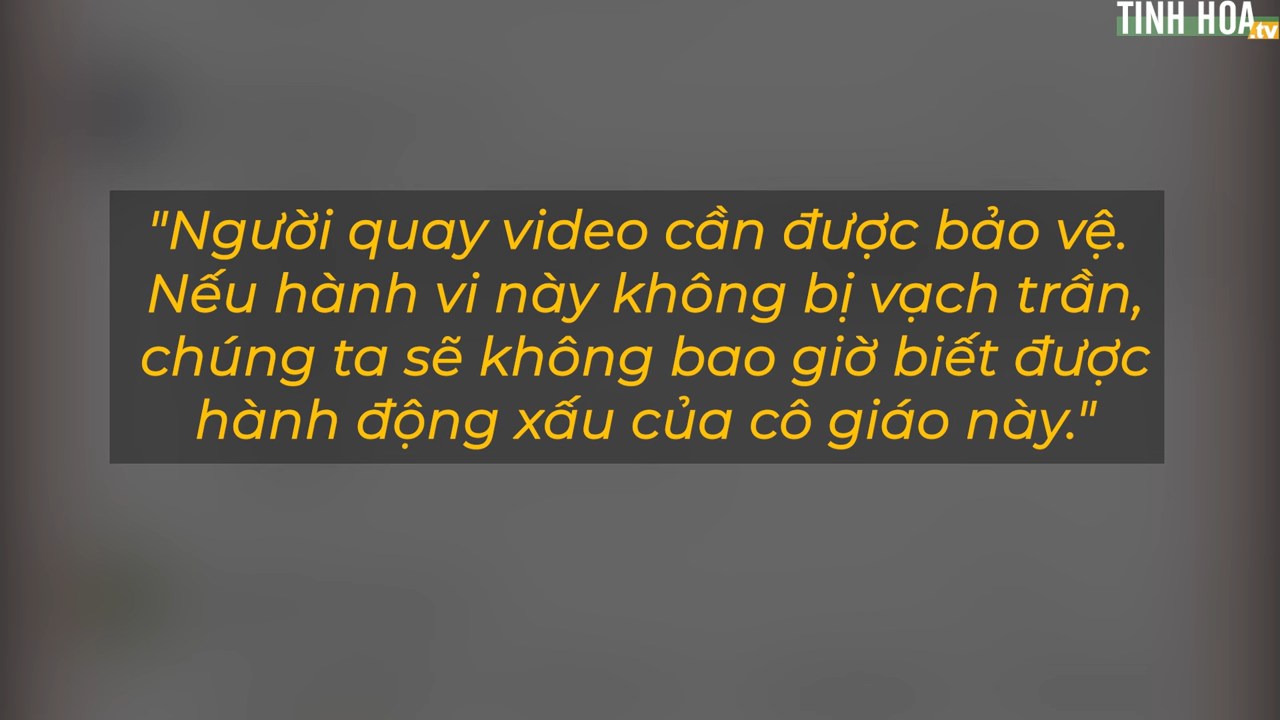 TINH HOA
.tv
"Người quay video cần được bảo vệ.
Nếu hành vi này không bị vạch trần,
chúng ta sẽ không bao giờ biết được
hành động xấu của cô giáo này."